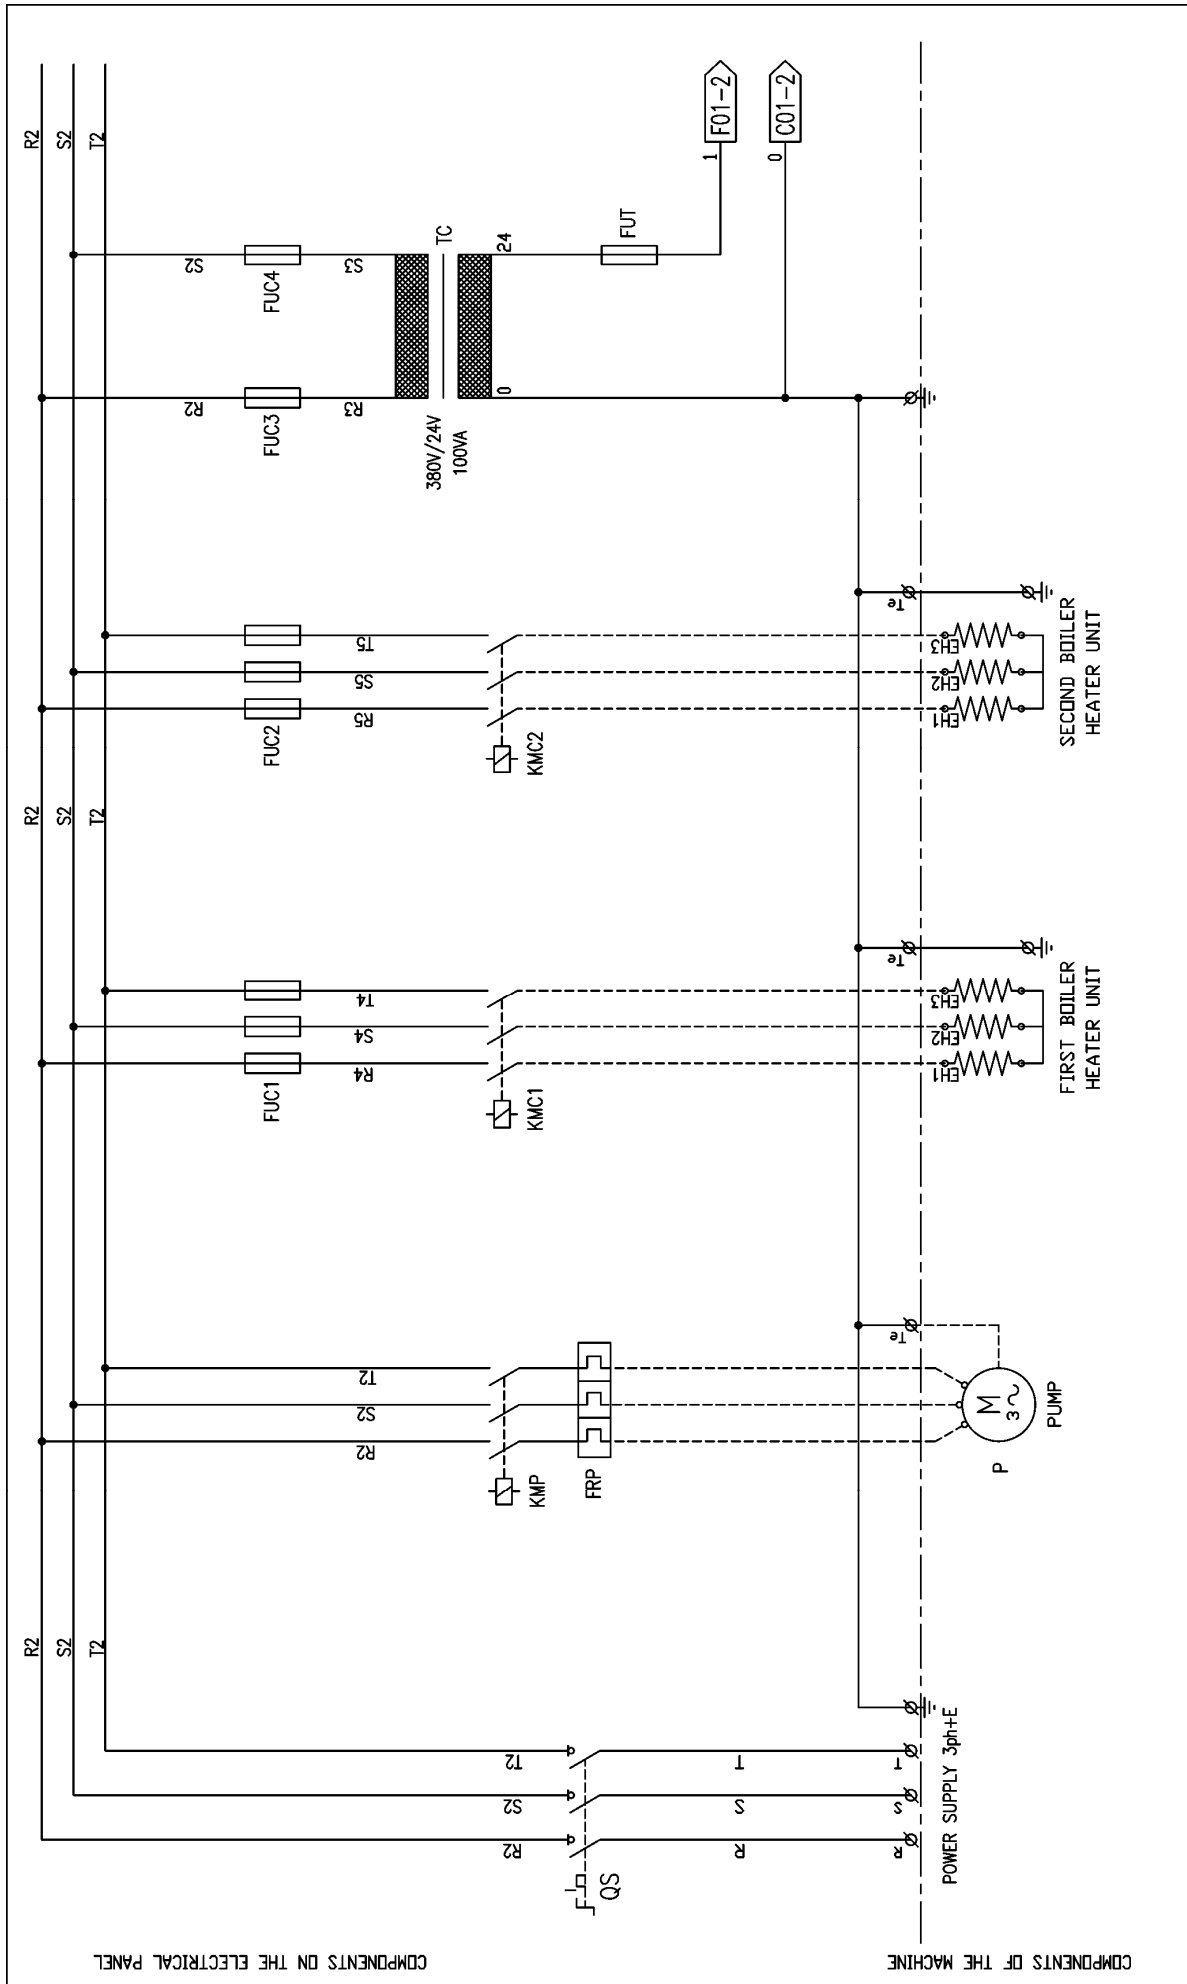 COMPONENTS ON THE ELECTRICAL PANEL
R2
S2
T2
R2
S2
T2
R2
S2
T2
R2
S2
T2
QS
R
S
T
R
S
T
POWER SUPPLY 3ph+E
R2
S2
T2
KMP
FRP
Te
M
3~
P
PUMP
FUC1
R4
S4
T4
KMC1
EH1
EH2
EH3
Te
FIRST BOILER
HEATER UNIT
FUC2
R5
S5
T5
KMC2
EH1
EH2
EH3
Te
SECOND BOILER
HEATER UNIT
R2
S2
FUC3
FUC4
R3
S3
380V/24V
100VA
TC
0
24
FUT
1
F01-2
0
C01-2
COMPONENTS OF THE MACHINE